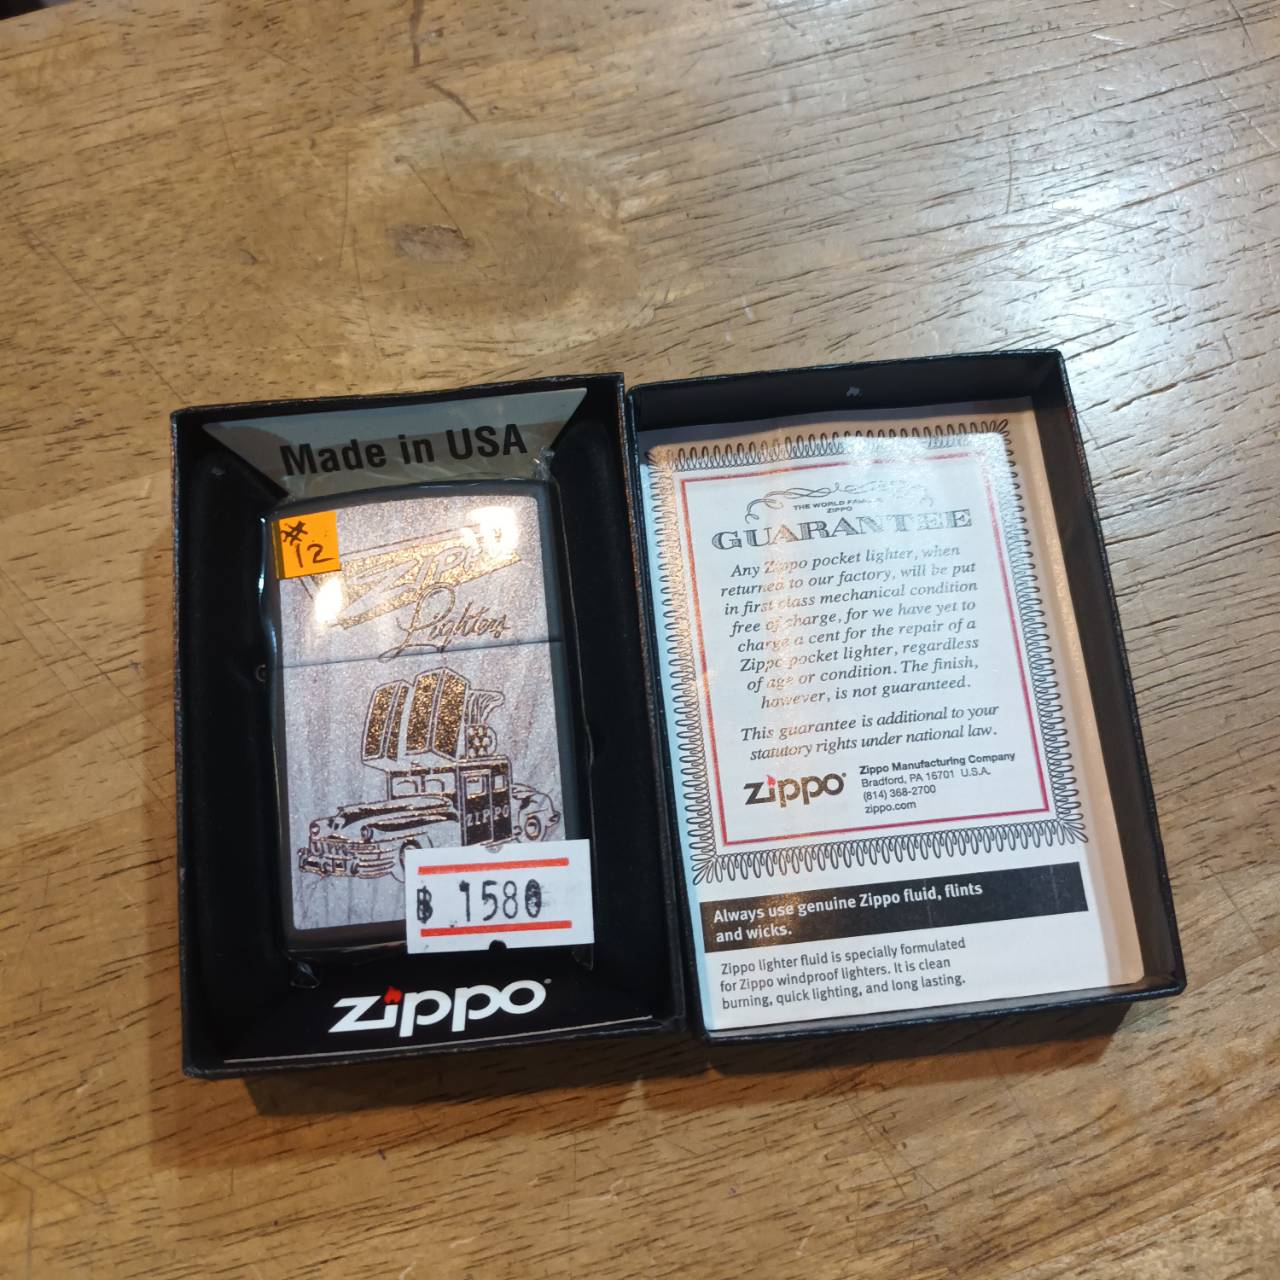 Made in USA
#
12
Zippo
Lighters
ZIPPO
฿ 1580
zippo
THE WORLD FAMOUS
ZIPPO
GUARANTEE
Any Zippo pocket lighter, when
returned to our factory, will be put
in first class mechanical condition
free of charge, for we have yet to
charge a cent for the repair of a
Zippo pocket lighter, regardless
of age or condition. The finish,
however, is not guaranteed.
This guarantee is additional to your
statutory rights under national law.
zippo
Zippo Manufacturing Company
Bradford, PA 16701 U.S.A.
(814) 368-2700
zippo.com
Always use genuine Zippo fluid, flints
and wicks.
Zippo lighter fluid is specially formulated
for Zippo windproof lighters. It is clean
burning, quick lighting, and long lasting.